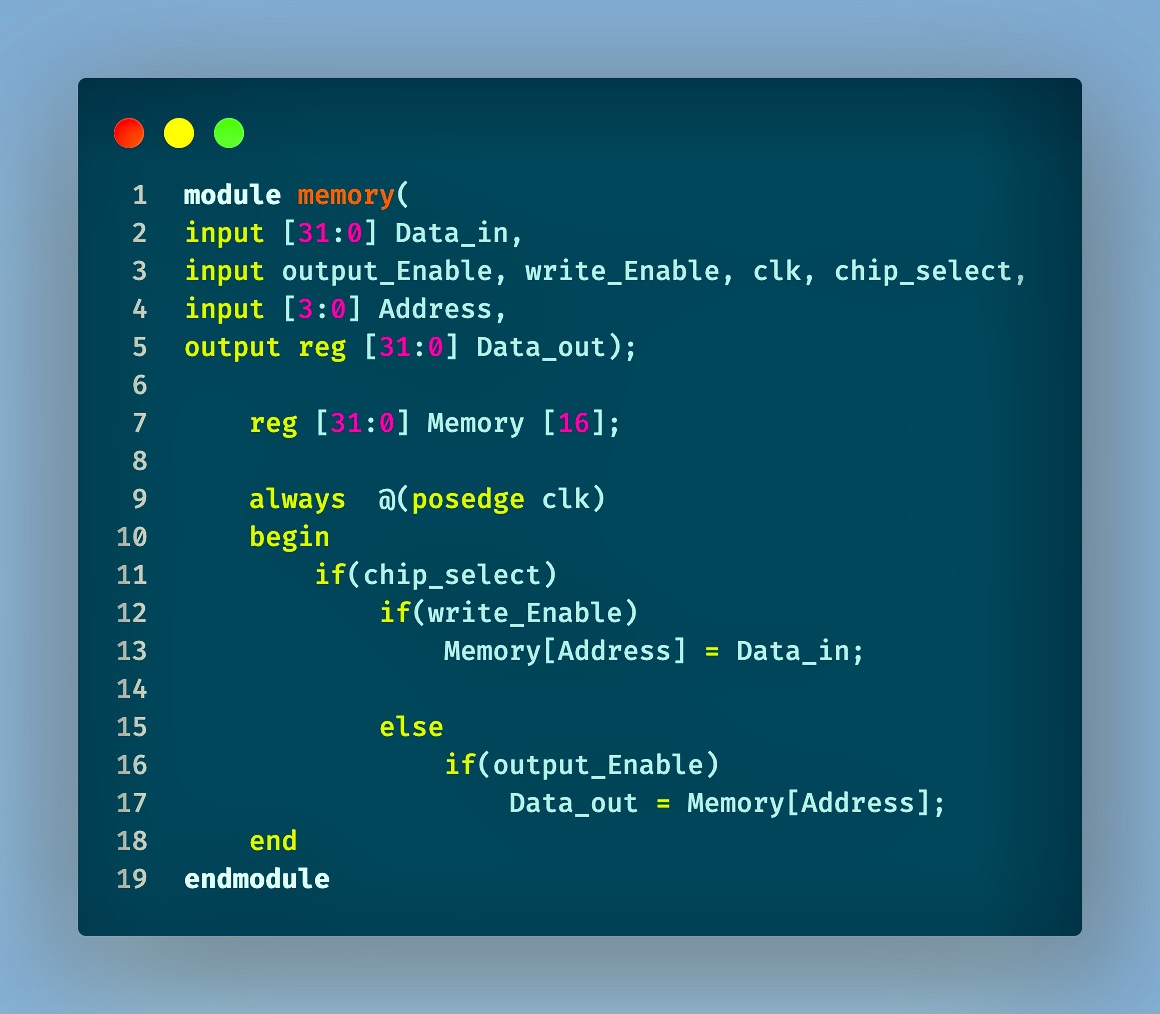 1 module memory(
2 input [31:0] Data_in,
3 input output_Enable, write_Enable, clk, chip_select,
4 input [3:0] Address,
5 output reg [31:0] Data_out);
6
7     reg [31:0] Memory [16];
8
9     always  @(posedge clk)
10     begin
11         if(chip_select)
12             if(write_Enable)
13                 Memory[Address] = Data_in;
14
15             else
16                 if(output_Enable)
17                     Data_out = Memory[Address];
18     end
19 endmodule